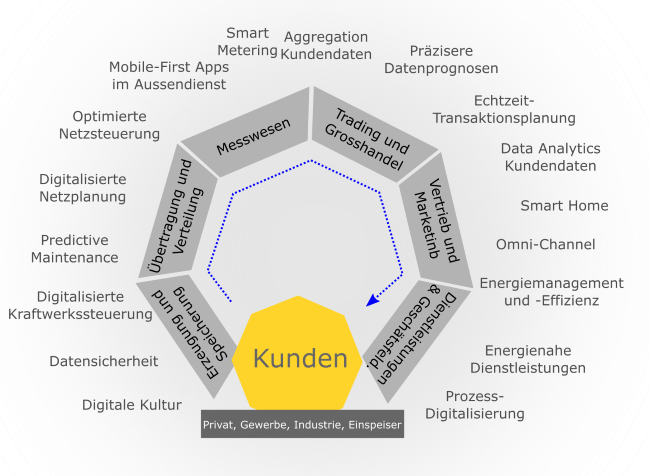 Smart
Metering
Aggregation
Kundendaten
Präzisere
Datenprognosen
Mobile-First Apps
im Aussendienst
Echtzeit-
Transaktionsplanung
Optimierte
Netzsteuerung
Data Analytics
Kundendaten
Digitalisierte
Netzplanung
Smart Home
Predictive
Maintenance
Omni-Channel
Digitalisierte
Kraftwerkssteuerung
Energiemanagement
und -Effizienz
Datensicherheit
Energienahe
Dienstleistungen
Digitale Kultur
Prozess-
Digitalisierung
Erzeugung und
Speicherung
Übertragung und
Verteilung
Messwesen
Trading und
Grosshandel
Vertrieb und
Marketinb
Dienstleistungen
& Geschätsfeld.
Kunden
Privat, Gewerbe, Industrie, Einspeiser